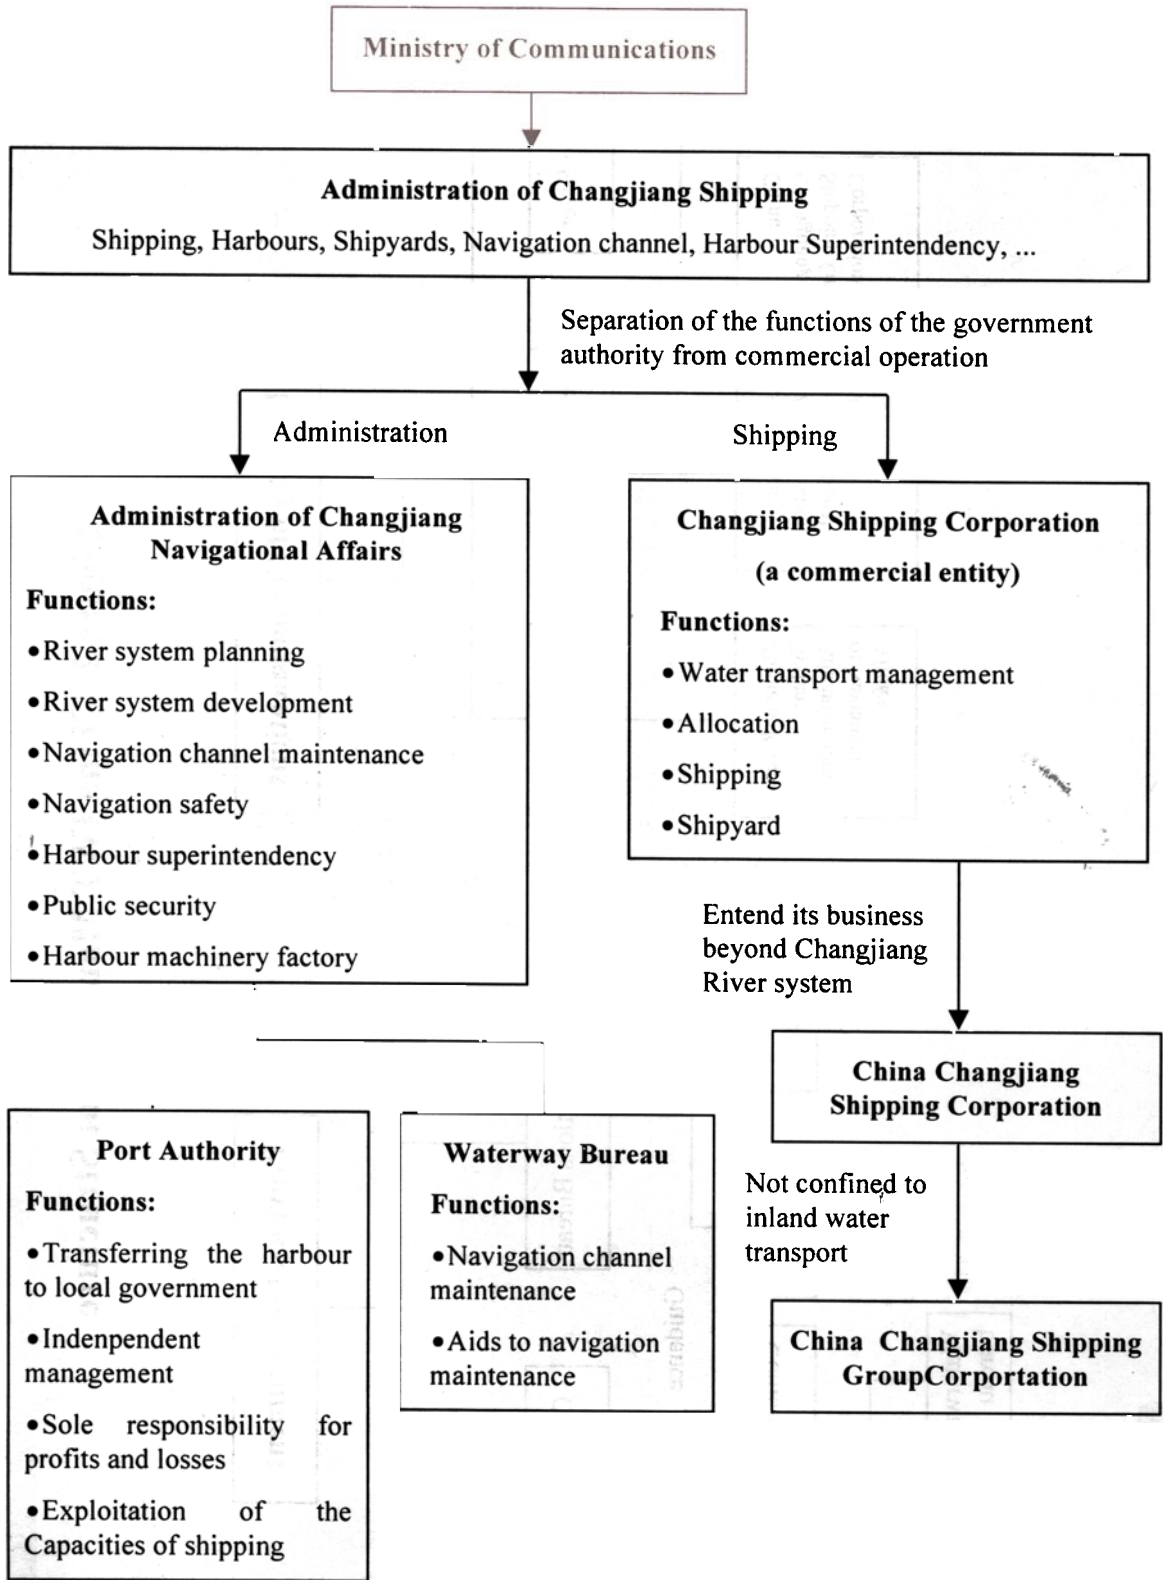 Ministry of Communications
Administration of Changjiang Shipping
Shipping, Harbours, Shipyards, Navigation channel, Harbour Superintendency, ...
Separation of the functions of the government
authority from commercial operation
Administration
Shipping
Administration of Changjiang
Navigational Affairs
Functions:
•River system planning
•River system development
•Navigation channel maintenance
•Navigation safety
•Harbour superintendency
•Public security
•Harbour machinery factory
Changjiang Shipping Corporation
(a commercial entity)
Functions:
•Water transport management
•Allocation
•Shipping
•Shipyard
Entend its business
beyond Changjiang
River system
China Changjiang
Shipping Corporation
Not confined to
inland water
transport
China Changjiang Shipping
GroupCorportation
Port Authority
Functions:
•Transferring the harbour
to local government
•Indenpendent
management
•Sole responsibility for
profits and losses
•Exploitation of the
Capacities of shipping
Waterway Bureau
Functions:
•Navigation channel
maintenance
•Aids to navigation
maintenance